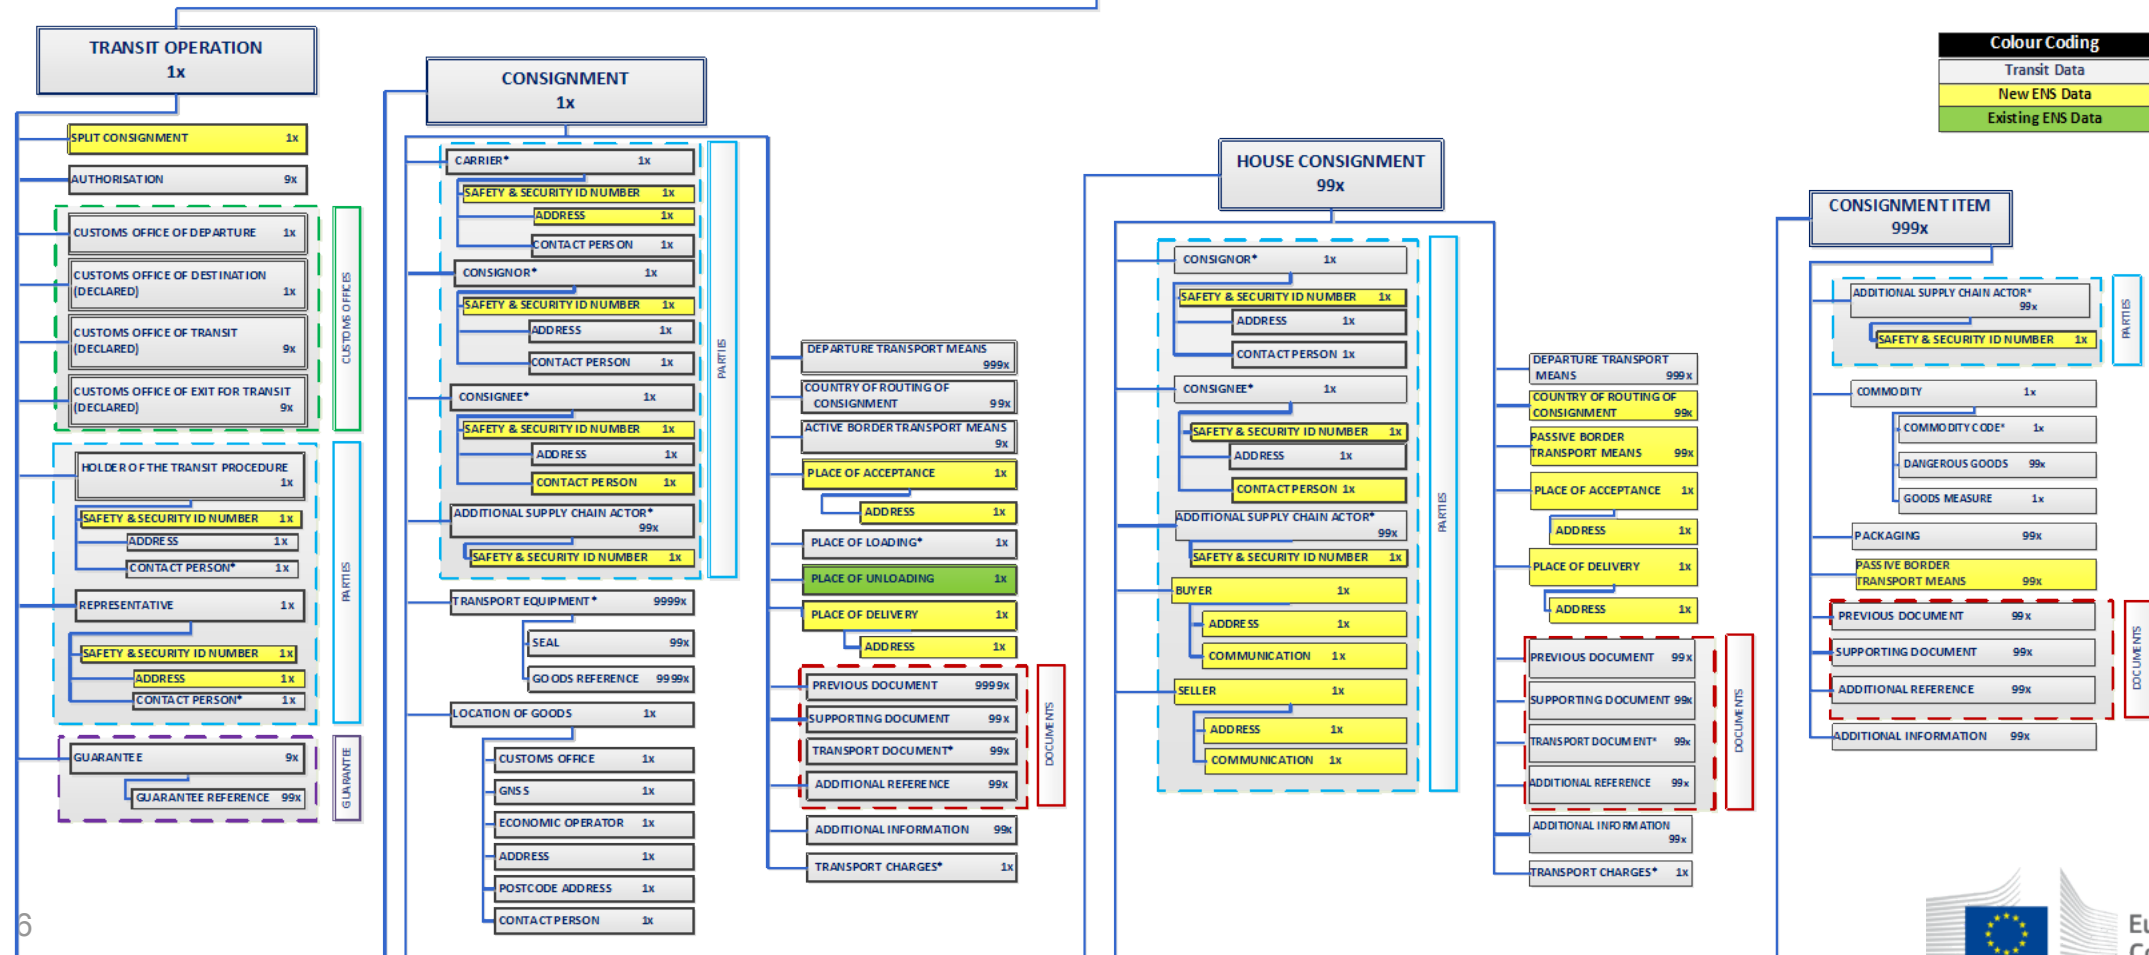 TRANSIT OPERATION
1x
SPLIT CONSIGNMENT 1x
AUTHORISATION 9x
CUSTOMS OFFICE OF DEPARTURE 1x
CUSTOMS OFFICE OF DESTINATION
(DECLARED) 1x
CUSTOMS OFFICE OF TRANSIT
(DECLARED) 9x
CUSTOMS OFFICE OF EXIT FOR TRANSIT
(DECLARED) 9x
CUSTOMS OFFICES
HOLDER OF THE TRANSIT PROCEDURE
1x
SAFETY & SECURITY ID NUMBER 1x
ADDRESS 1x
CONTACT PERSON* 1x
REPRESENTATIVE 1x
SAFETY & SECURITY ID NUMBER 1x
ADDRESS 1x
CONTACT PERSON* 1x
PARTIES
GUARANTEE 9x
GUARANTEE REFERENCE 99x
GUARANTEE
6
CONSIGNMENT
1x
CARRIER* 1x
SAFETY & SECURITY ID NUMBER 1x
ADDRESS 1x
CONTACT PERSON 1x
CONSIGNOR* 1x
SAFETY & SECURITY ID NUMBER 1x
ADDRESS 1x
CONTACT PERSON 1x
CONSIGNEE* 1x
SAFETY & SECURITY ID NUMBER 1x
ADDRESS 1x
CONTACT PERSON 1x
ADDITIONAL SUPPLY CHAIN ACTOR*
99x
SAFETY & SECURITY ID NUMBER 1x
PARTIES
TRANSPORT EQUIPMENT* 9999x
SEAL 99x
GOODS REFERENCE 9999x
LOCATION OF GOODS 1x
CUSTOMS OFFICE 1x
GNSS 1x
ECONOMIC OPERATOR 1x
ADDRESS 1x
POSTCODE ADDRESS 1x
CONTACT PERSON 1x
DEPARTURE TRANSPORT MEANS
999x
COUNTRY OF ROUTING OF
CONSIGNMENT 99x
ACTIVE BORDER TRANSPORT MEANS
9x
PLACE OF ACCEPTANCE 1x
ADDRESS 1x
PLACE OF LOADING* 1x
PLACE OF UNLOADING 1x
PLACE OF DELIVERY 1x
ADDRESS 1x
PREVIOUS DOCUMENT 9999x
SUPPORTING DOCUMENT 99x
TRANSPORT DOCUMENT* 99x
ADDITIONAL REFERENCE 99x
DOCUMENTS
ADDITIONAL INFORMATION 99x
TRANSPORT CHARGES* 1x
HOUSE CONSIGNMENT
99x
CONSIGNOR* 1x
SAFETY & SECURITY ID NUMBER 1x
ADDRESS 1x
CONTACT PERSON 1x
CONSIGNEE* 1x
SAFETY & SECURITY ID NUMBER 1x
ADDRESS 1x
CONTACT PERSON 1x
ADDITIONAL SUPPLY CHAIN ACTOR*
99x
SAFETY & SECURITY ID NUMBER 1x
BUYER 1x
ADDRESS 1x
COMMUNICATION 1x
SELLER 1x
ADDRESS 1x
COMMUNICATION 1x
PARTIES
DEPARTURE TRANSPORT
MEANS 999x
COUNTRY OF ROUTING OF
CONSIGNMENT 99x
PASSIVE BORDER
TRANSPORT MEANS 99x
PLACE OF ACCEPTANCE 1x
ADDRESS 1x
PLACE OF DELIVERY 1x
ADDRESS 1x
PREVIOUS DOCUMENT 99x
SUPPORTING DOCUMENT 99x
TRANSPORT DOCUMENT* 99x
ADDITIONAL REFERENCE 99x
DOCUMENTS
ADDITIONAL INFORMATION
99x
TRANSPORT CHARGES* 1x
Colour Coding
Transit Data
New ENS Data
Existing ENS Data
CONSIGNMENT ITEM
999x
ADDITIONAL SUPPLY CHAIN ACTOR*
99x
SAFETY & SECURITY ID NUMBER 1x
PARTIES
COMMODITY 1x
COMMODITY CODE* 1x
DANGEROUS GOODS 99x
GOODS MEASURE 1x
PACKAGING 99x
PASSIVE BORDER
TRANSPORT MEANS 99x
PREVIOUS DOCUMENT 99x
SUPPORTING DOCUMENT 99x
ADDITIONAL REFERENCE 99x
DOCUMENTS
ADDITIONAL INFORMATION 99x